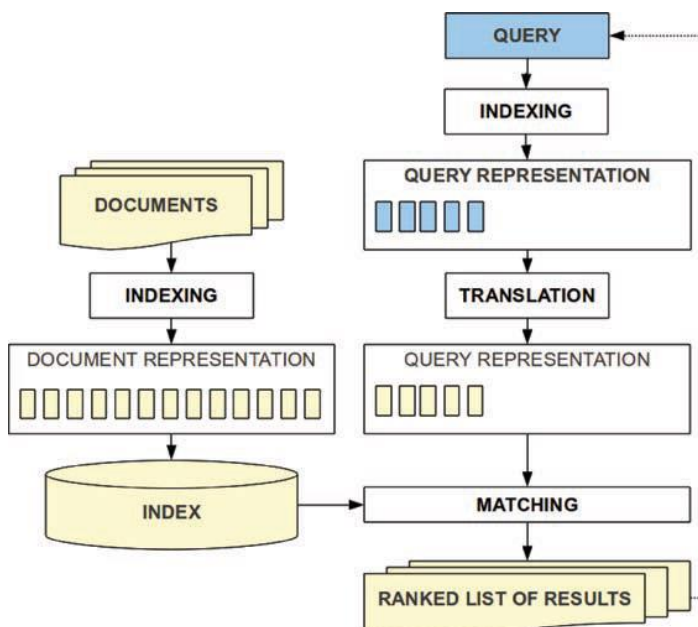 QUERY
INDEXING
QUERY REPRESENTATION
DOCUMENTS
INDEXING
TRANSLATION
DOCUMENT REPRESENTATION
QUERY REPRESENTATION
INDEX
MATCHING
RANKED LIST OF RESULTS